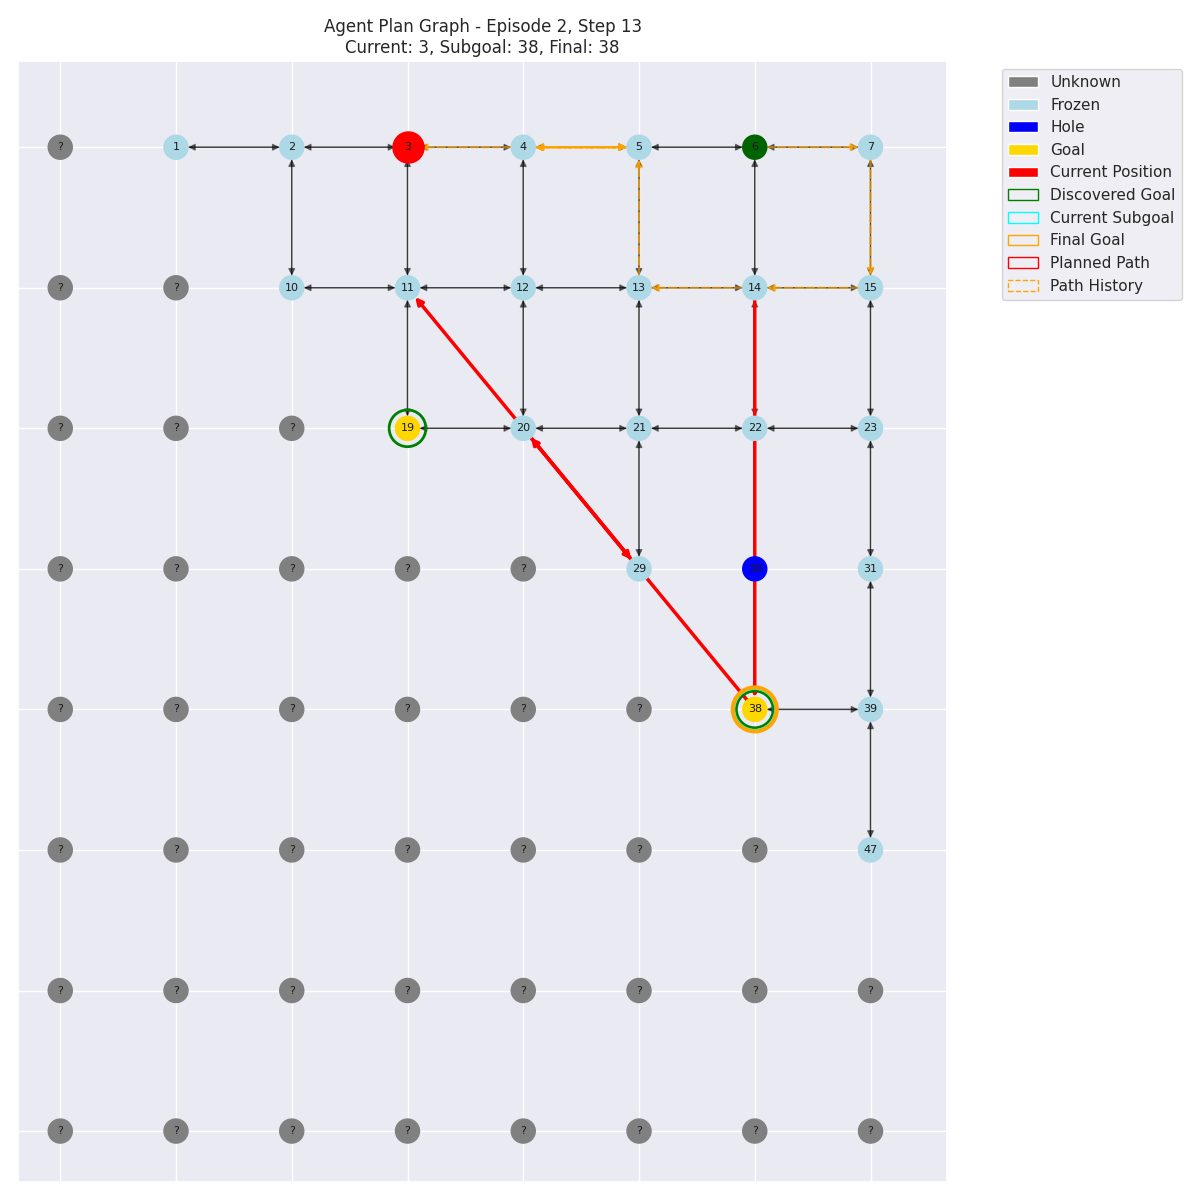 Agent Plan Graph - Episode 2, Step 13
Current: 3, Subgoal: 38, Final: 38
Unknown
Frozen
Hole
Goal
Current Position
Discovered Goal
Current Subgoal
Final Goal
Planned Path
Path History
? 1 2 3 4 5 6 7
? ? 10 11 12 13 14 15
? ? ? 19 20 21 22 23
? ? ? ? ? 29 30 31
? ? ? ? ? ? 38 39
? ? ? ? ? ? ? 47
? ? ? ? ? ? ? ?
? ? ? ? ? ? ? ?